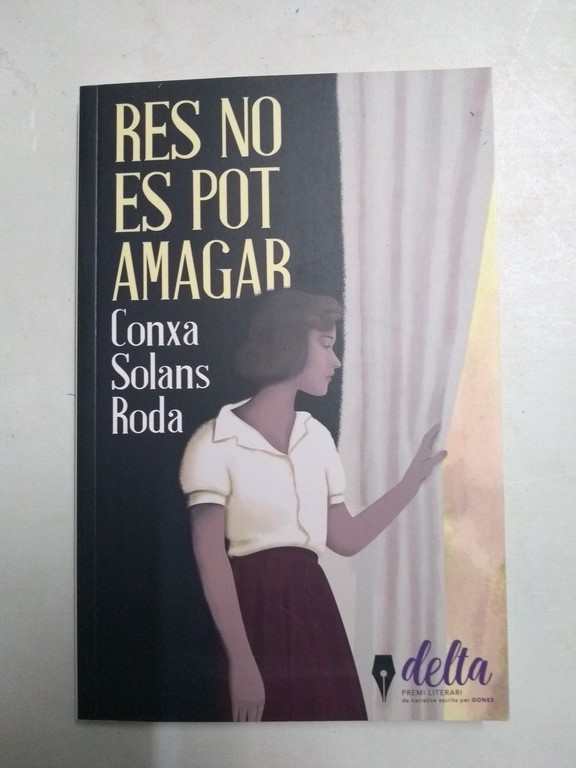 RES NO
ES POT
AMAGAR
Conxa
Solans
Roda
delta
PREMI LITERARI
de narrativa escrita per DONES